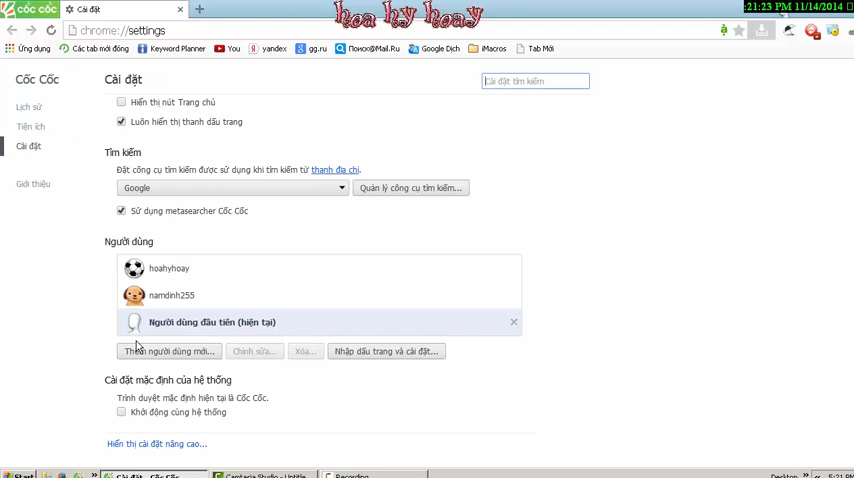 21:21:23 PM 11/14/2014
hoa hy hoay
cốc cốc
Cài đặt
chrome://settings
Ứng dụng
Các tab mới đóng
Keyword Planner
You
yandex
gg.ru
Поиск@Mail.Ru
Google Dịch
iMacros
Tab Mới
Cốc Cốc
Cài đặt
Cài đặt tìm kiếm
Lịch sử
Tiện ích
Cài đặt
Giới thiệu
Hiển thị nút Trang chủ
Luôn hiển thị thanh dấu trang
Tìm kiếm
Đặt công cụ tìm kiếm được sử dụng khi tìm kiếm từ thanh địa chỉ.
Google
Quản lý công cụ tìm kiếm...
Sử dụng metasearcher Cốc Cốc
Người dùng
hoahyhoay
namdinh255
Người dùng đầu tiên (hiện tại)
Thêm người dùng mới...
Chỉnh sửa...
Xóa...
Nhập dấu trang và cài đặt...
Cài đặt mặc định của hệ thống
Trình duyệt mặc định hiện tại là Cốc Cốc.
Khởi động cùng hệ thống
Hiển thị cài đặt nâng cao...
Start
Cài đặt - Cốc Cốc
Camtasia Studio - Untitle...
Recording...
Desktop
5:21 PM